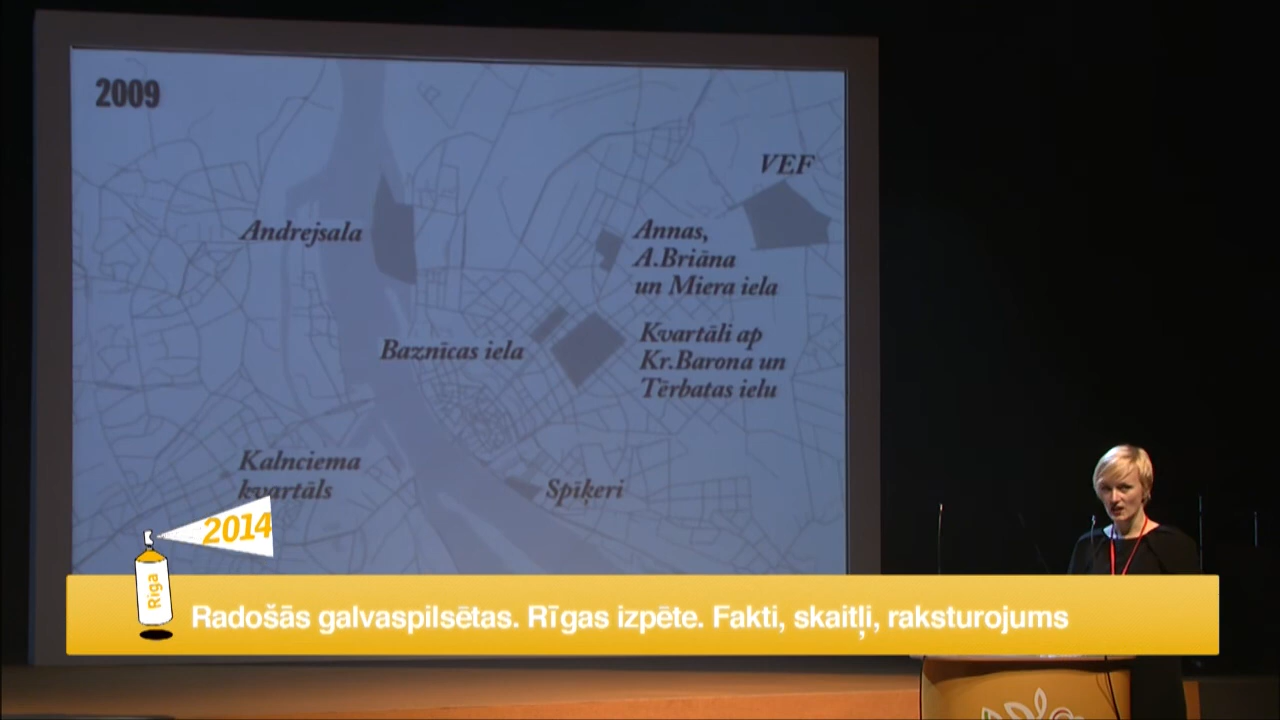 2009
VEF
Andrejsala
Annas,
A.Briāna
un Miera iela
Baznīcas iela
Kvartāli ap
Kr.Barona un
Tērbatas ielu
Kalnciema
kvartāls
Spīķeri
2014
Riga
Radošās galvaspilsētas. Rīgas izpēte. Fakti, skaitļi, raksturojums